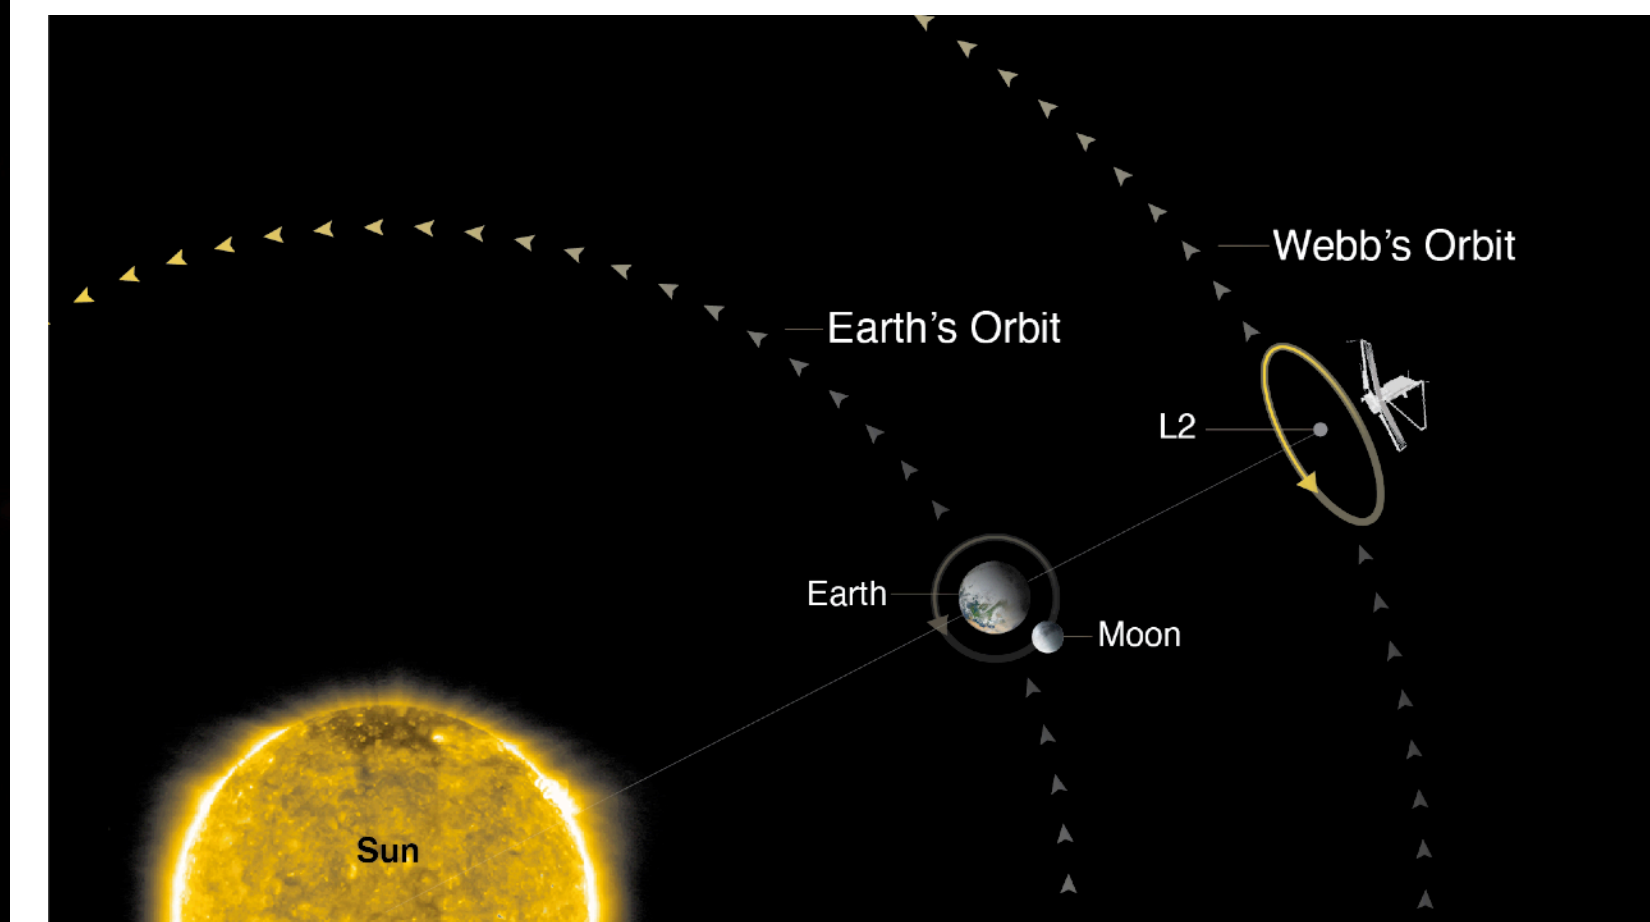 Webb’s Orbit
Earth’s Orbit
L2
Earth
Moon
Sun